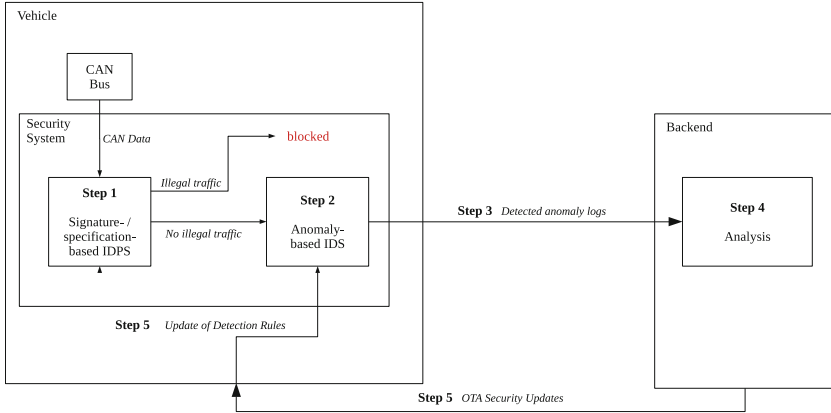 Vehicle
CAN
Bus
Security
System
CAN Data
blocked
Backend
Step 1
Signature- /
specification-
based IDPS
Illegal traffic
No illegal traffic
Step 2
Anomaly-
based IDS
Step 3 Detected anomaly logs
Step 4
Analysis
Step 5 Update of Detection Rules
Step 5 OTA Security Updates